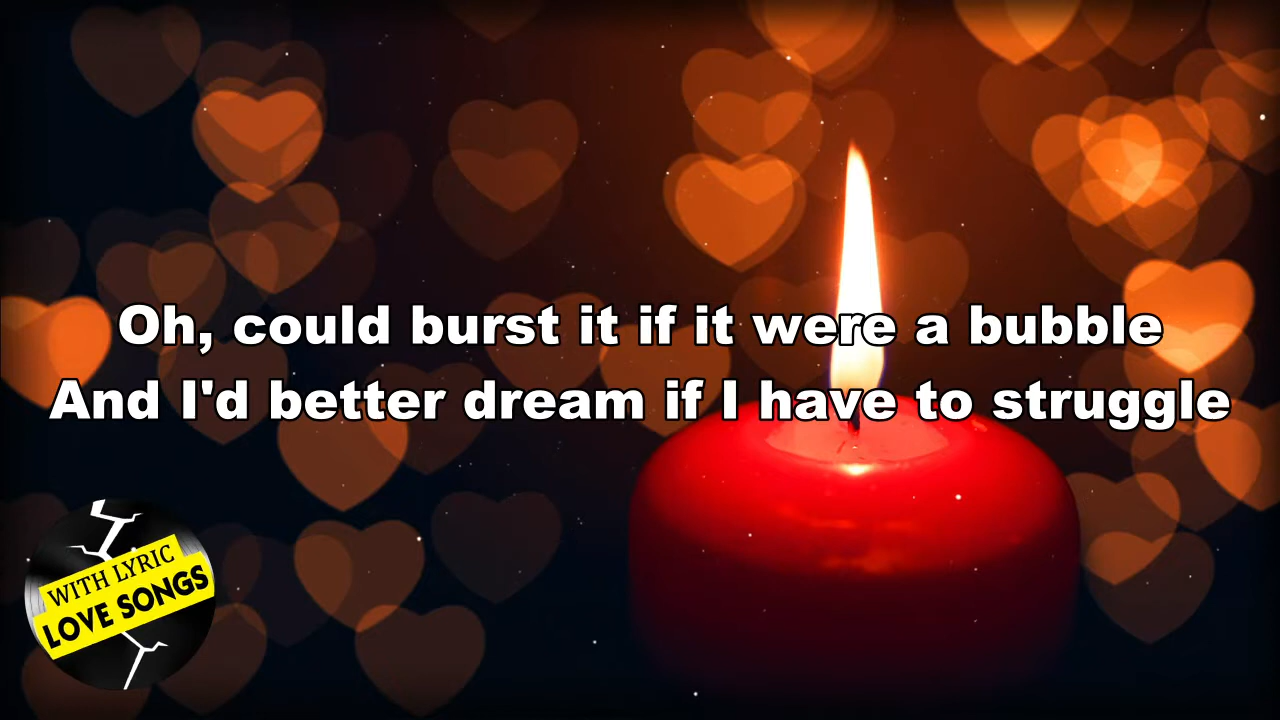 Oh, could burst it if it were a bubble
And I'd better dream if I have to struggle
WITH LYRIC
LOVE SONGS